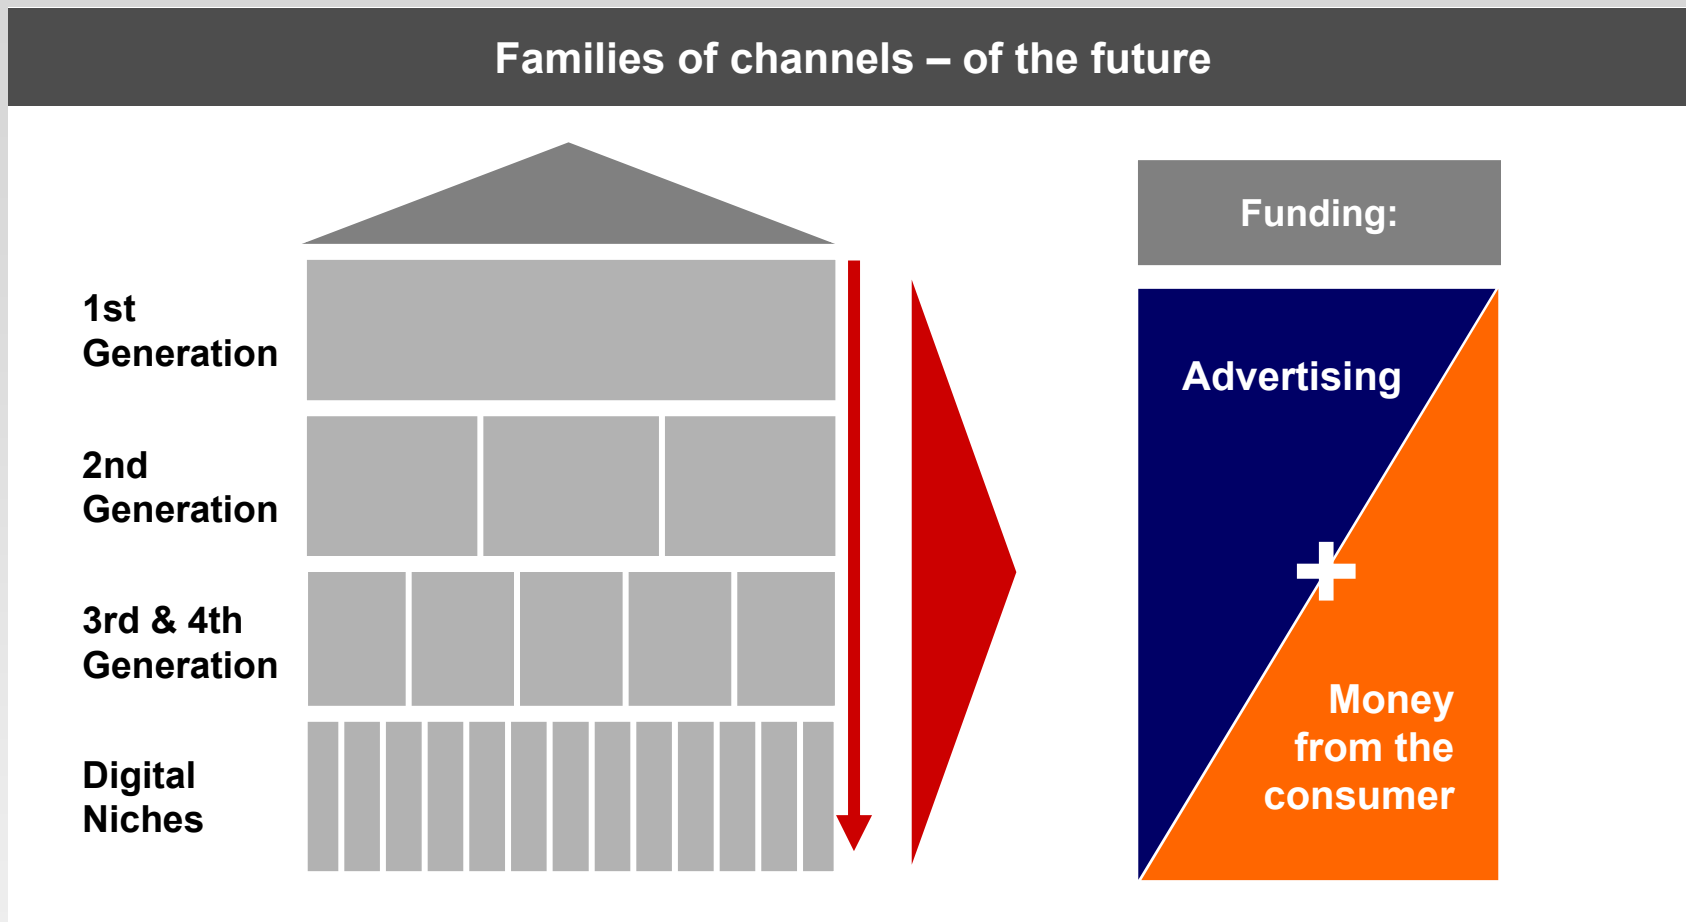 Families of channels – of the future
1st
Generation
2nd
Generation
3rd & 4th
Generation
Digital
Niches
Funding:
Advertising
+
Money
from the
consumer